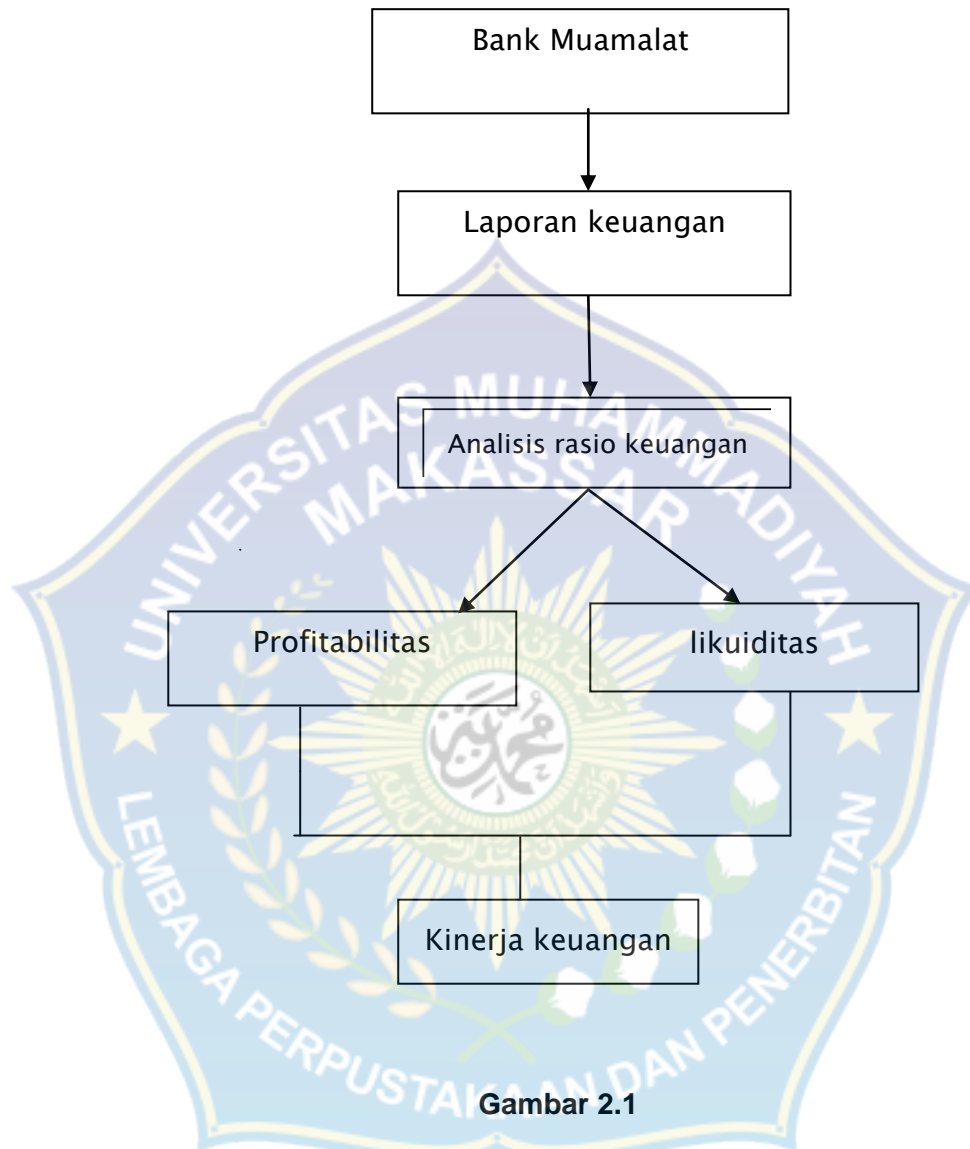 Bank Muamalat
Laporan keuangan
UNIVERSITAS MUHAMMADIYAH
MAKASSAR
Analisis rasio keuangan
Profitabilitas
likuiditas
Kinerja keuangan
LEMBAGA PERPUSTAKAAN DAN PENERBITAN
Gambar 2.1